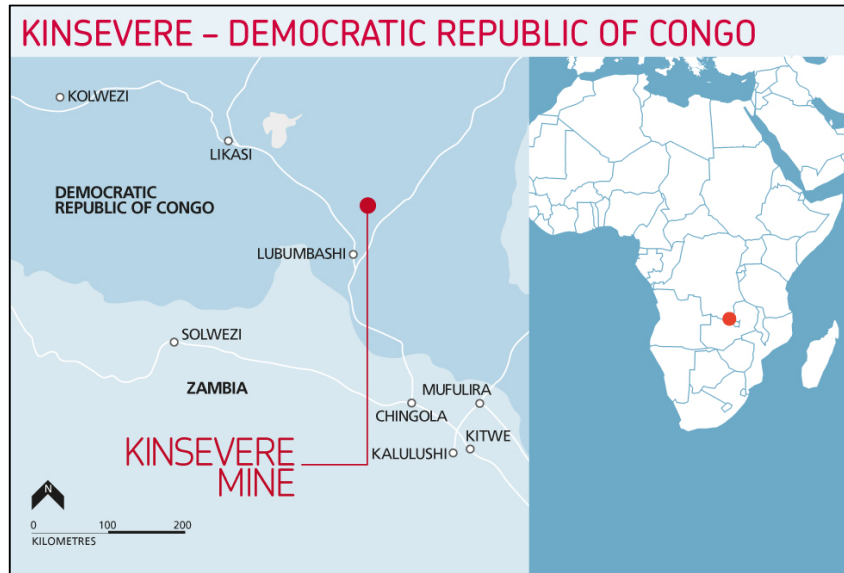 KINSEVERE – DEMOCRATIC REPUBLIC OF CONGO
KOLWEZI
LIKASI
DEMOCRATIC
REPUBLIC OF CONGO
LUBUMBASHI
SOLWEZI
ZAMBIA
MUFULIRA
CHINGOLA
KITWE
KALULUSHI
KINSEVERE
MINE
N
0 100 200
KILOMETRES